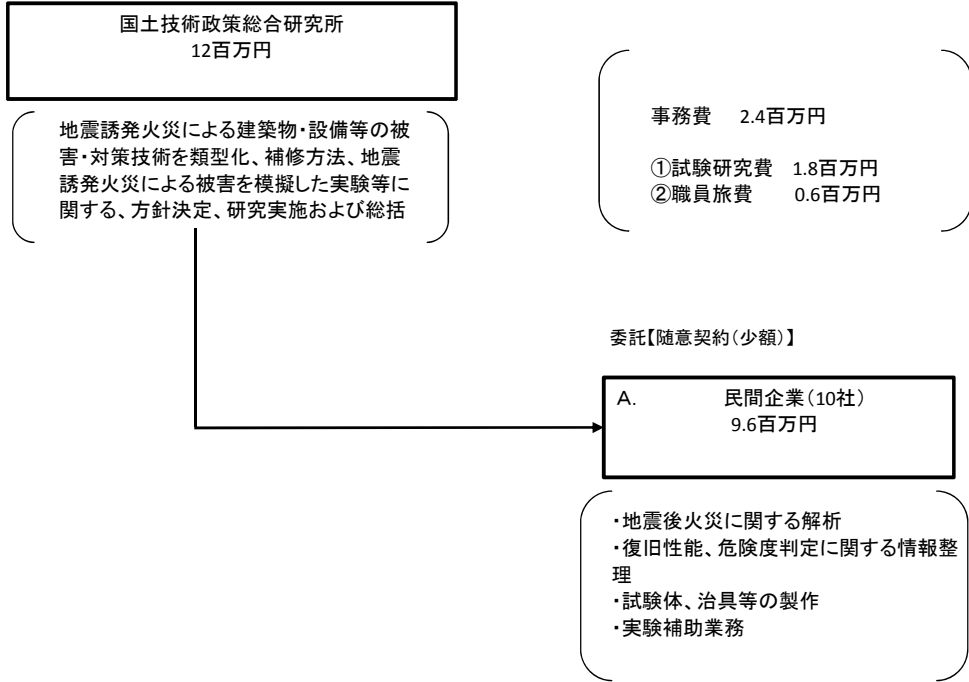 国土技術政策総合研究所
12百万円
地震誘発火災による建築物・設備等の被
害・対策技術を類型化、補修方法、地震
誘発火災による被害を模擬した実験等に
関する、方針決定、研究実施および総括
事務費 2.4百万円
①試験研究費 1.8百万円
②職員旅費 0.6百万円
委託【随意契約(少額)】
A. 民間企業(10社)
9.6百万円
・地震後火災に関する解析
・復旧性能、危険度判定に関する情報整
理
・試験体、治具等の製作
・実験補助業務